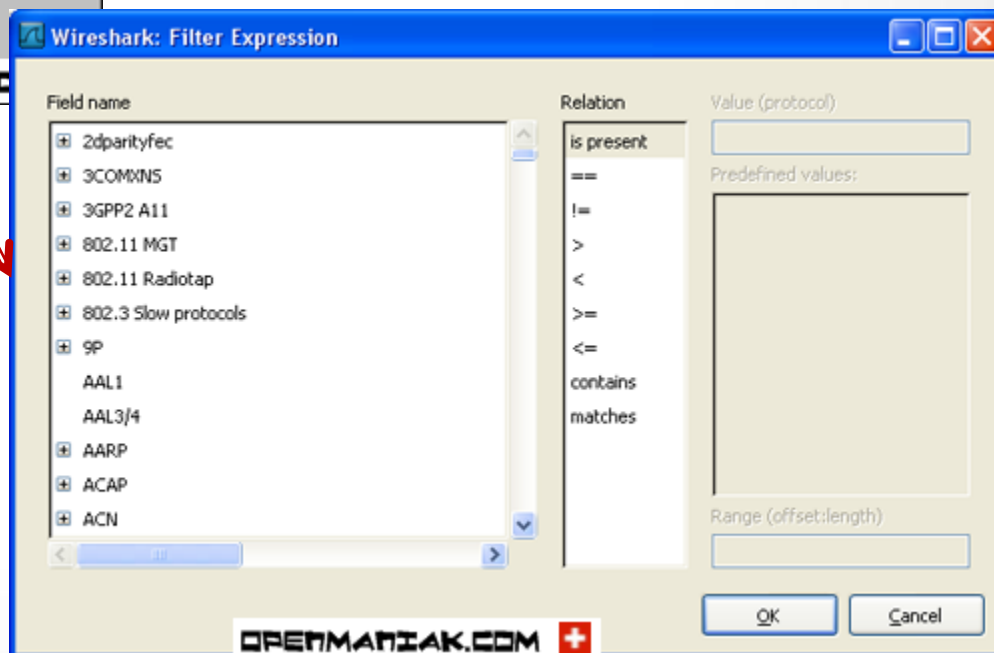 Wireshark: Filter Expression
Field name
2dparityfec
3COMXNS
3GPP2 A11
802.11 MGT
802.11 Radiotap
802.3 Slow protocols
9P
AAL1
AAL3/4
AARP
ACAP
ACN
Relation
is present
==
!=
>
<
>=
<=
contains
matches
Value (protocol)
Predefined values:
Range (offset:length)
OK
Cancel
OPENMANIAK.COM